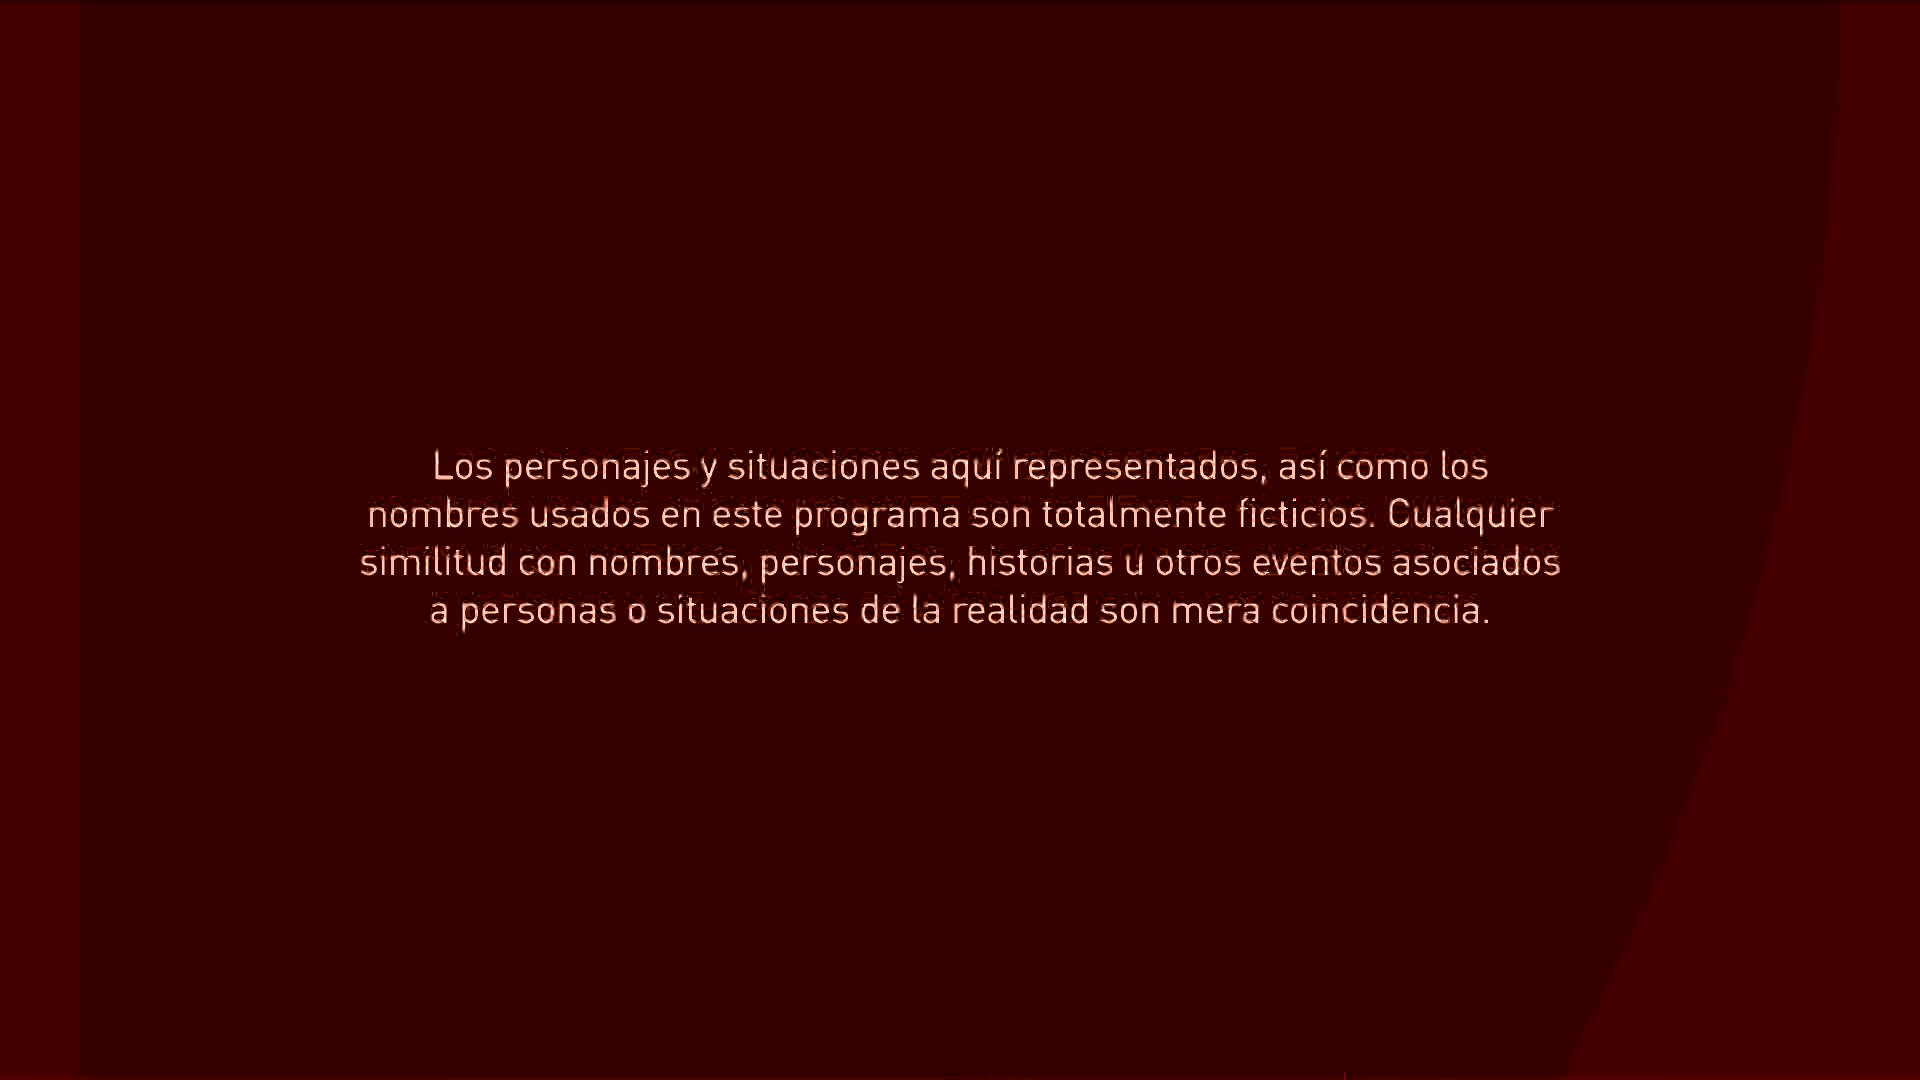 Los personajes y situaciones aquí representados, así como los
nombres usados en este programa son totalmente ficticios. Cualquier
similitud con nombres, personajes, historias u otros eventos asociados
a personas o situaciones de la realidad son mera coincidencia.